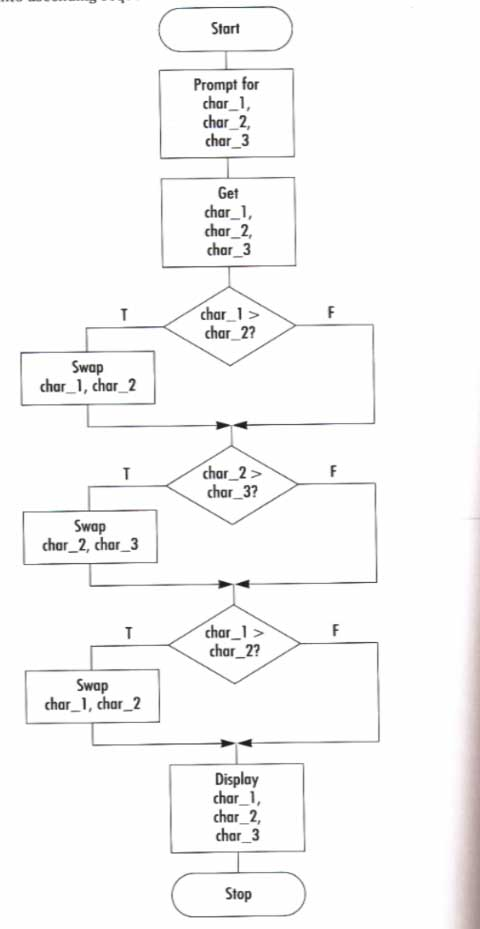 Start
Prompt for
char_1,
char_2,
char_3
Get
char_1,
char_2,
char_3
char_1 >
char_2?
T
F
Swap
char_1, char_2
char_2 >
char_3?
T
F
Swap
char_2, char_3
char_1 >
char_2?
T
F
Swap
char_1, char_2
Display
char_1,
char_2,
char_3
Stop